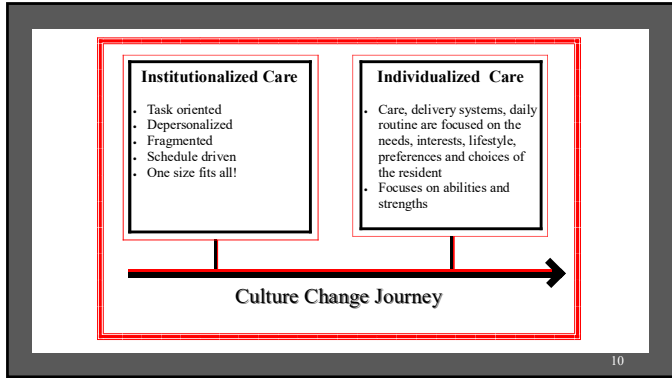 Institutionalized Care
• Task oriented
• Depersonalized
• Fragmented
• Schedule driven
• One size fits all!
Individualized Care
• Care, delivery systems, daily
routine are focused on the
needs, interests, lifestyle,
preferences and choices of
the resident
• Focuses on abilities and
strengths
Culture Change Journey
10